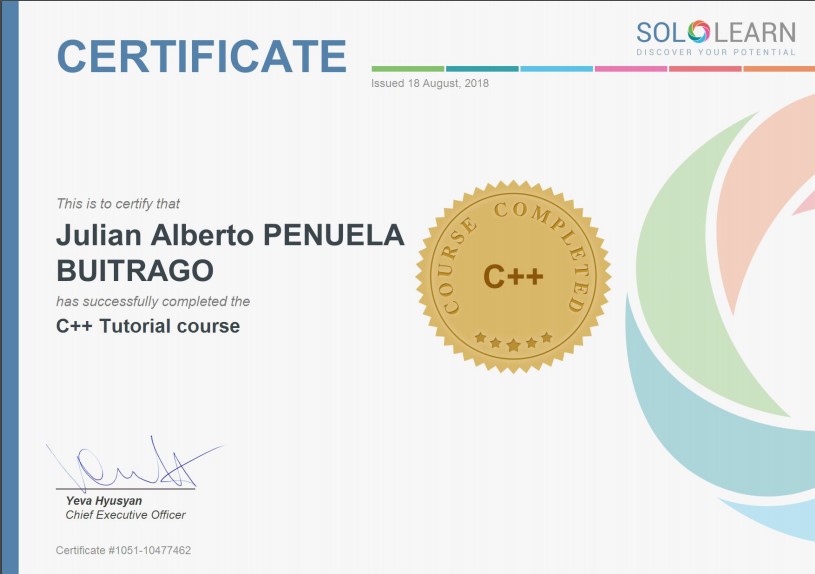 CERTIFICATE
SOLOLEARN
DISCOVER YOUR POTENTIAL
Issued 18 August, 2018
This is to certify that
Julian Alberto PENUELA
BUITRAGO
has successfully completed the
C++ Tutorial course
COURSE COMPLETED
C++
Yeva Hyusyan
Chief Executive Officer
Certificate #1051-10477462